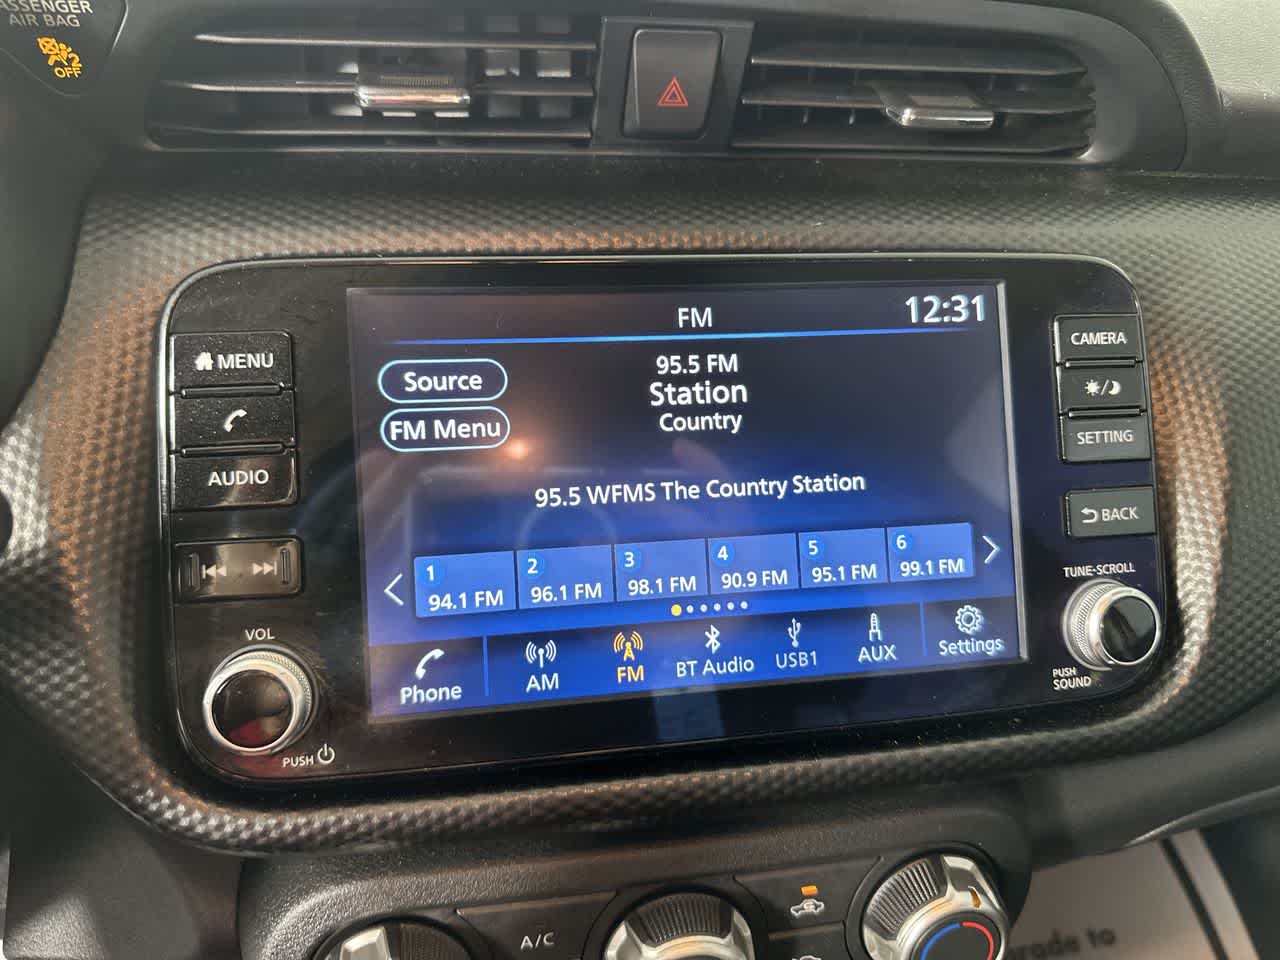 PASSENGER
AIR BAG
2
OFF
FM
12:31
MENU
Source
95.5 FM
Station
Country
FM Menu
AUDIO
CAMERA
SETTING
BACK
95.5 WFMS The Country Station
1 94.1 FM
2 96.1 FM
3 98.1 FM
4 90.9 FM
5 95.1 FM
6 99.1 FM
TUNE-SCROLL
VOL
Phone
AM
FM
BT Audio
USB1
AUX
Settings
PUSH
SOUND
PUSH
A/C
to